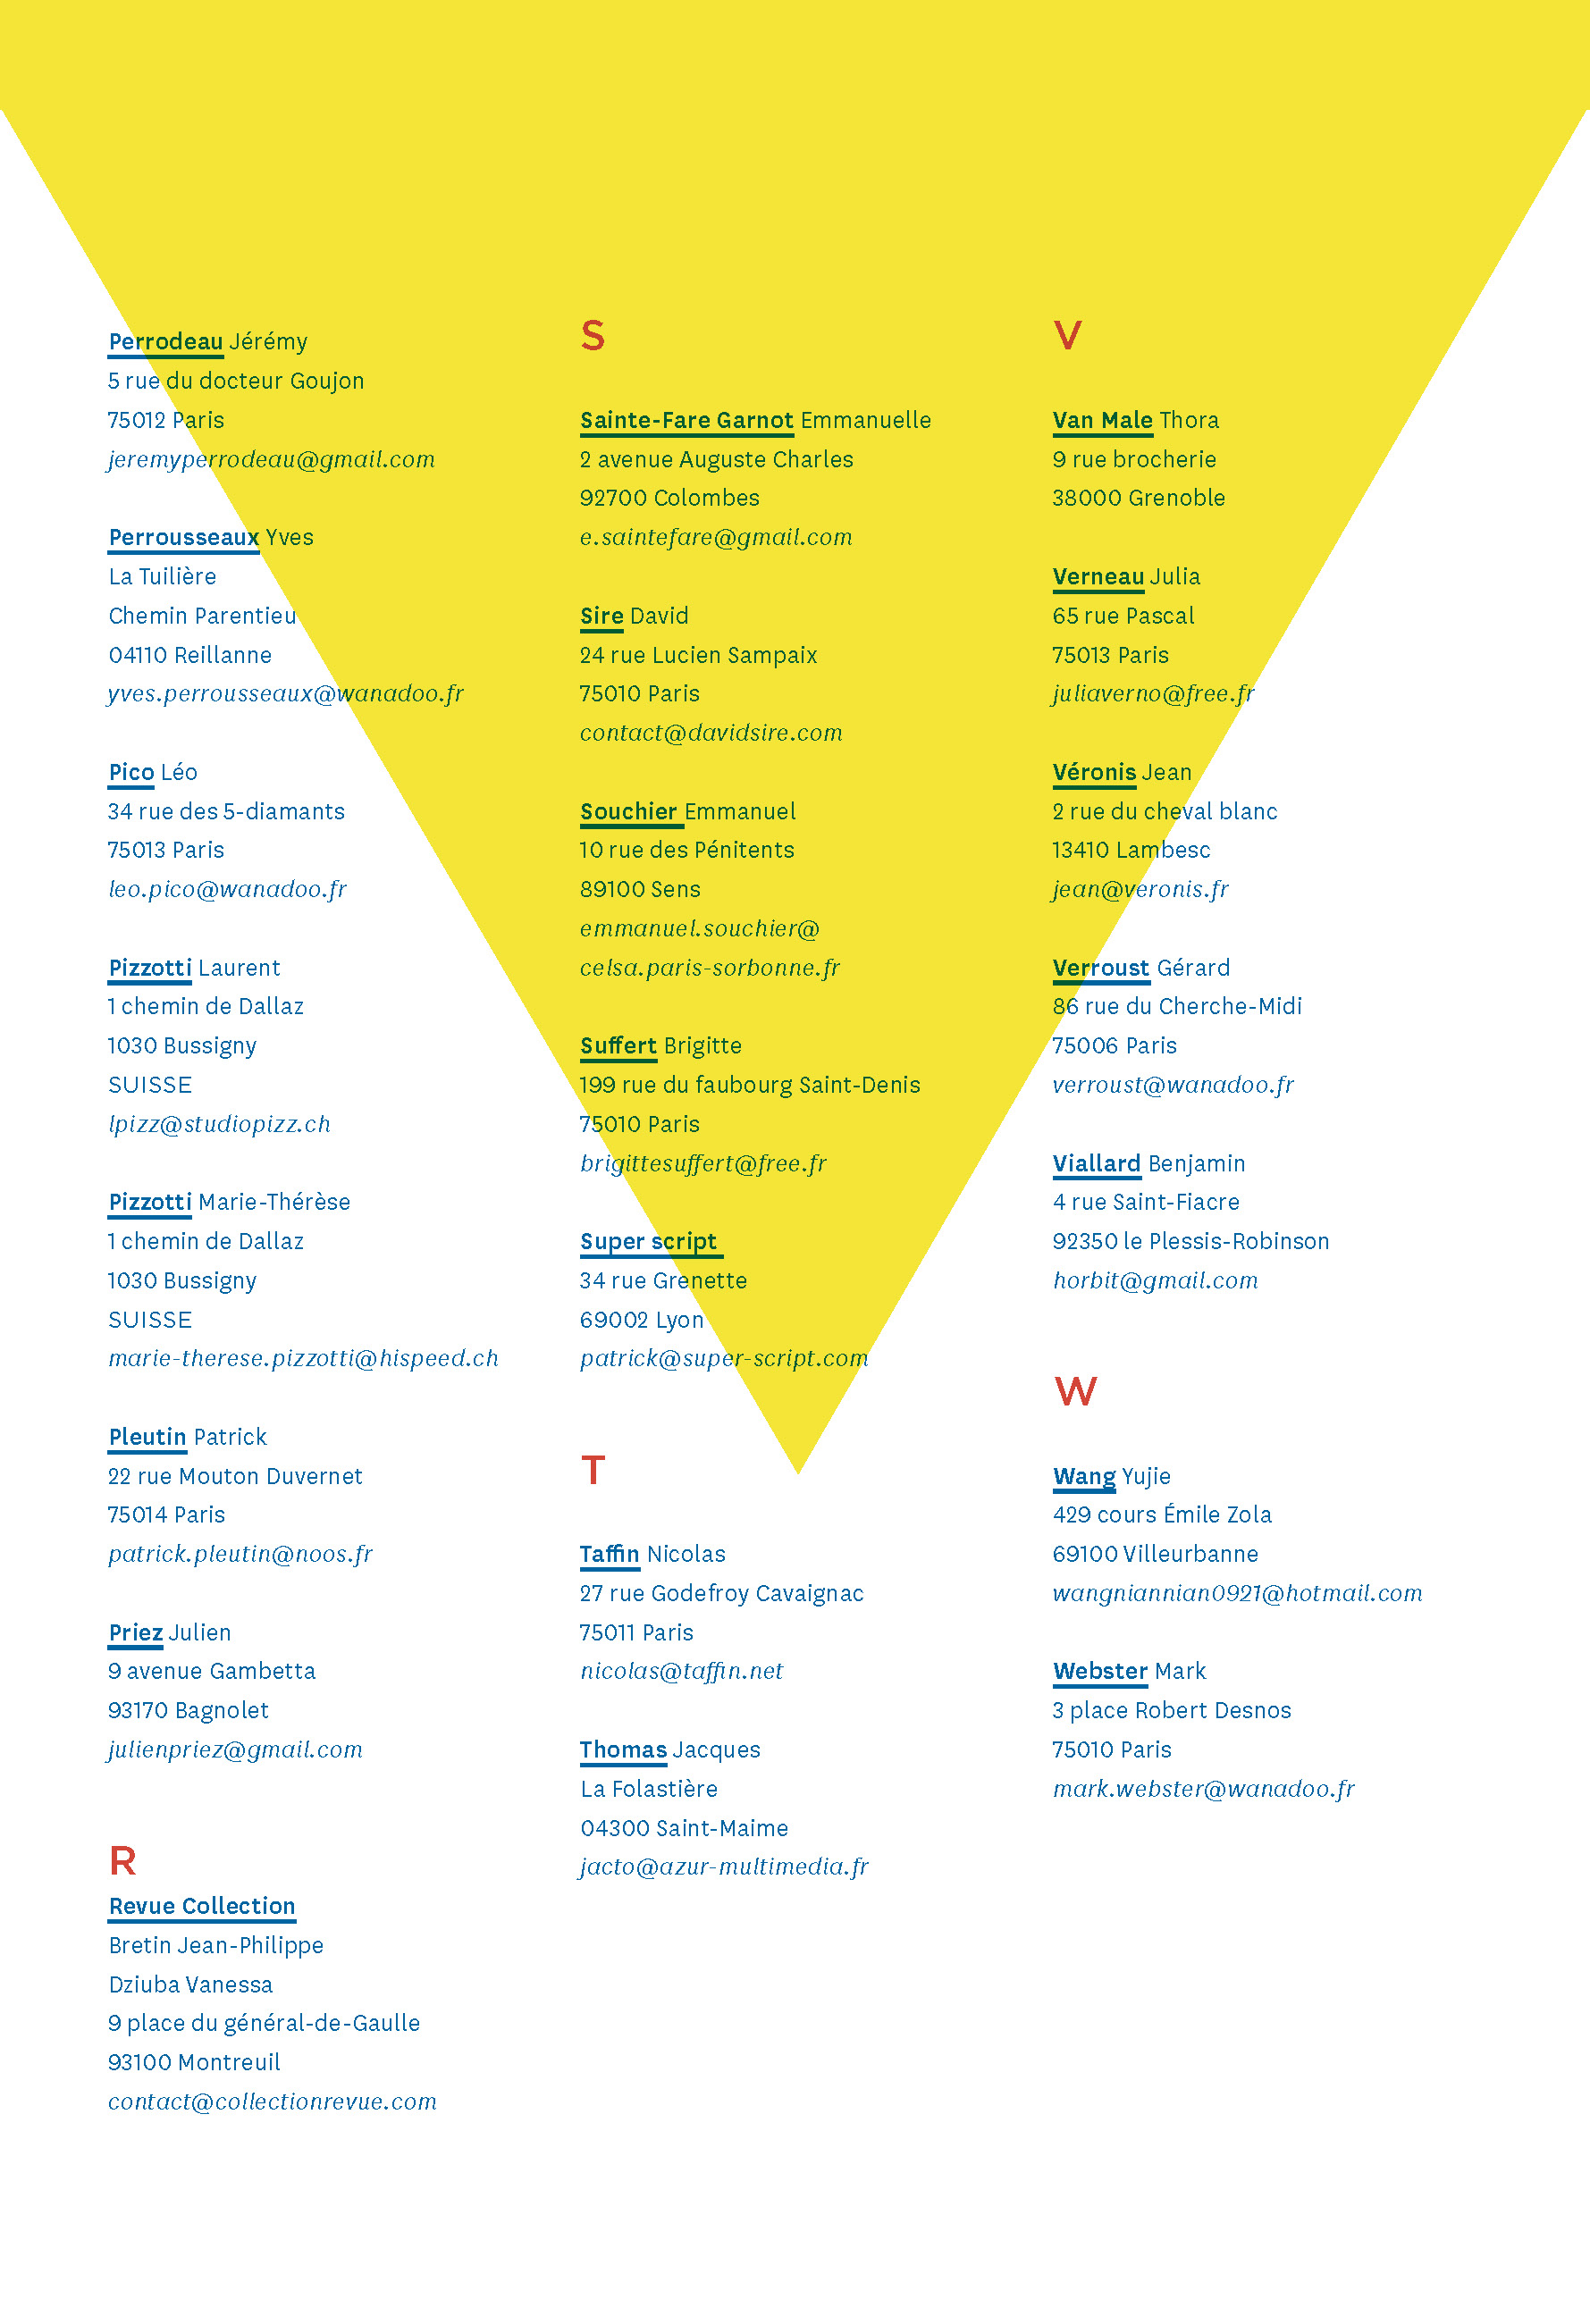 Perrodeau Jérémy
5 rue du docteur Goujon
75012 Paris
jeremyperrodeau@gmail.com
Perrousseaux Yves
La Tuilière
Chemin Parentieu
04110 Reillanne
yves.perrousseaux@wanadoo.fr
Pico Léo
34 rue des 5-diamants
75013 Paris
leo.pico@wanadoo.fr
Pizzotti Laurent
1 chemin de Dallaz
1030 Bussigny
SUISSE
lpizz@studiopizz.ch
Pizzotti Marie-Thérèse
1 chemin de Dallaz
1030 Bussigny
SUISSE
marie-therese.pizzotti@hispeed.ch
Pleutin Patrick
22 rue Mouton Duvernet
75014 Paris
patrick.pleutin@noos.fr
Priez Julien
9 avenue Gambetta
93170 Bagnolet
julienpriez@gmail.com
R
Revue Collection
Bretin Jean-Philippe
Dziuba Vanessa
9 place du général-de-Gaulle
93100 Montreuil
contact@collectionrevue.com
S
Sainte-Fare Garnot Emmanuelle
2 avenue Auguste Charles
92700 Colombes
e.saintefare@gmail.com
Sire David
24 rue Lucien Sampaix
75010 Paris
contact@davidsire.com
Souchier Emmanuel
10 rue des Pénitents
89100 Sens
emmanuel.souchier@
celsa.paris-sorbonne.fr
Suffert Brigitte
199 rue du faubourg Saint-Denis
75010 Paris
brigittesuffert@free.fr
Super script
34 rue Grenette
69002 Lyon
patrick@super-script.com
T
Taffin Nicolas
27 rue Godefroy Cavaignac
75011 Paris
nicolas@taffin.net
Thomas Jacques
La Folastière
04300 Saint-Maime
jacto@azur-multimedia.fr
V
Van Male Thora
9 rue brocherie
38000 Grenoble
Verneau Julia
65 rue Pascal
75013 Paris
juliaverno@free.fr
Véronis Jean
2 rue du cheval blanc
13410 Lambesc
jean@veronis.fr
Verroust Gérard
86 rue du Cherche-Midi
75006 Paris
verroust@wanadoo.fr
Viallard Benjamin
4 rue Saint-Fiacre
92350 le Plessis-Robinson
horbit@gmail.com
W
Wang Yujie
429 cours Émile Zola
69100 Villeurbanne
wangniannian0921@hotmail.com
Webster Mark
3 place Robert Desnos
75010 Paris
mark.webster@wanadoo.fr